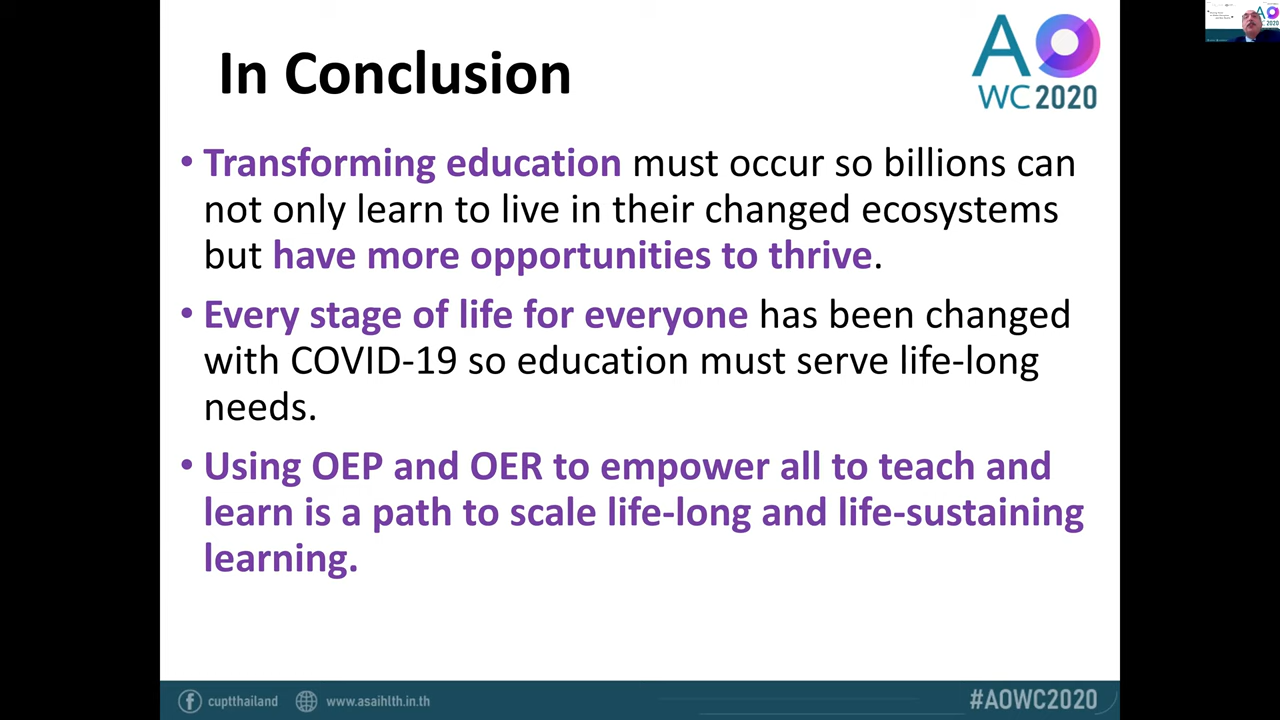 In Conclusion
AO
WC 2020
• Transforming education must occur so billions can
not only learn to live in their changed ecosystems
but have more opportunities to thrive.
• Every stage of life for everyone has been changed
with COVID-19 so education must serve life-long
needs.
• Using OEP and OER to empower all to teach and
learn is a path to scale life-long and life-sustaining
learning.
cuptthailand
www.asaihlth.in.th
#AOWC2020